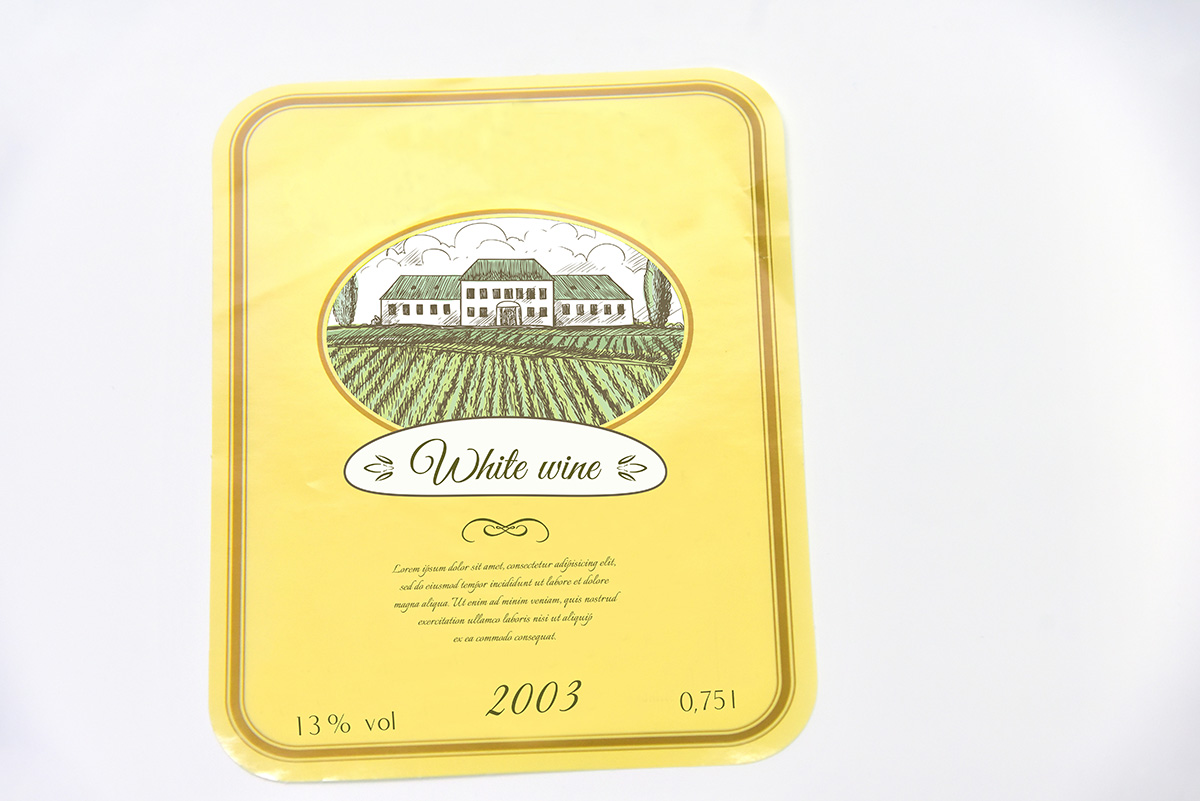 White wine
Lorem ipsum dolor sit amet, consectetur adipisicing elit,
sed do eiusmod tempor incididunt ut labore et dolore
magna aliqua. Ut enim ad minim veniam, quis nostrud
exercitation ullamco laboris nisi ut aliquip
ex ea commodo consequat.
13% vol
2003
0,75l